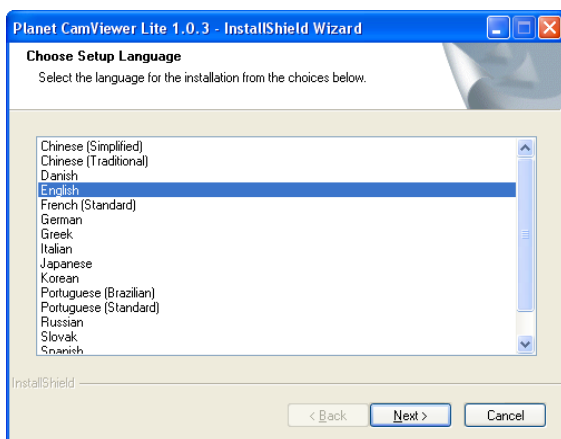 Planet CamViewer Lite 1.0.3 - InstallShield Wizard
Choose Setup Language
Select the language for the installation from the choices below.
Chinese (Simplified)
Chinese (Traditional)
Danish
English
French (Standard)
German
Greek
Italian
Japanese
Korean
Portuguese (Brazilian)
Portuguese (Standard)
Russian
Slovak
Spanish
InstallShield
< Back Next > Cancel